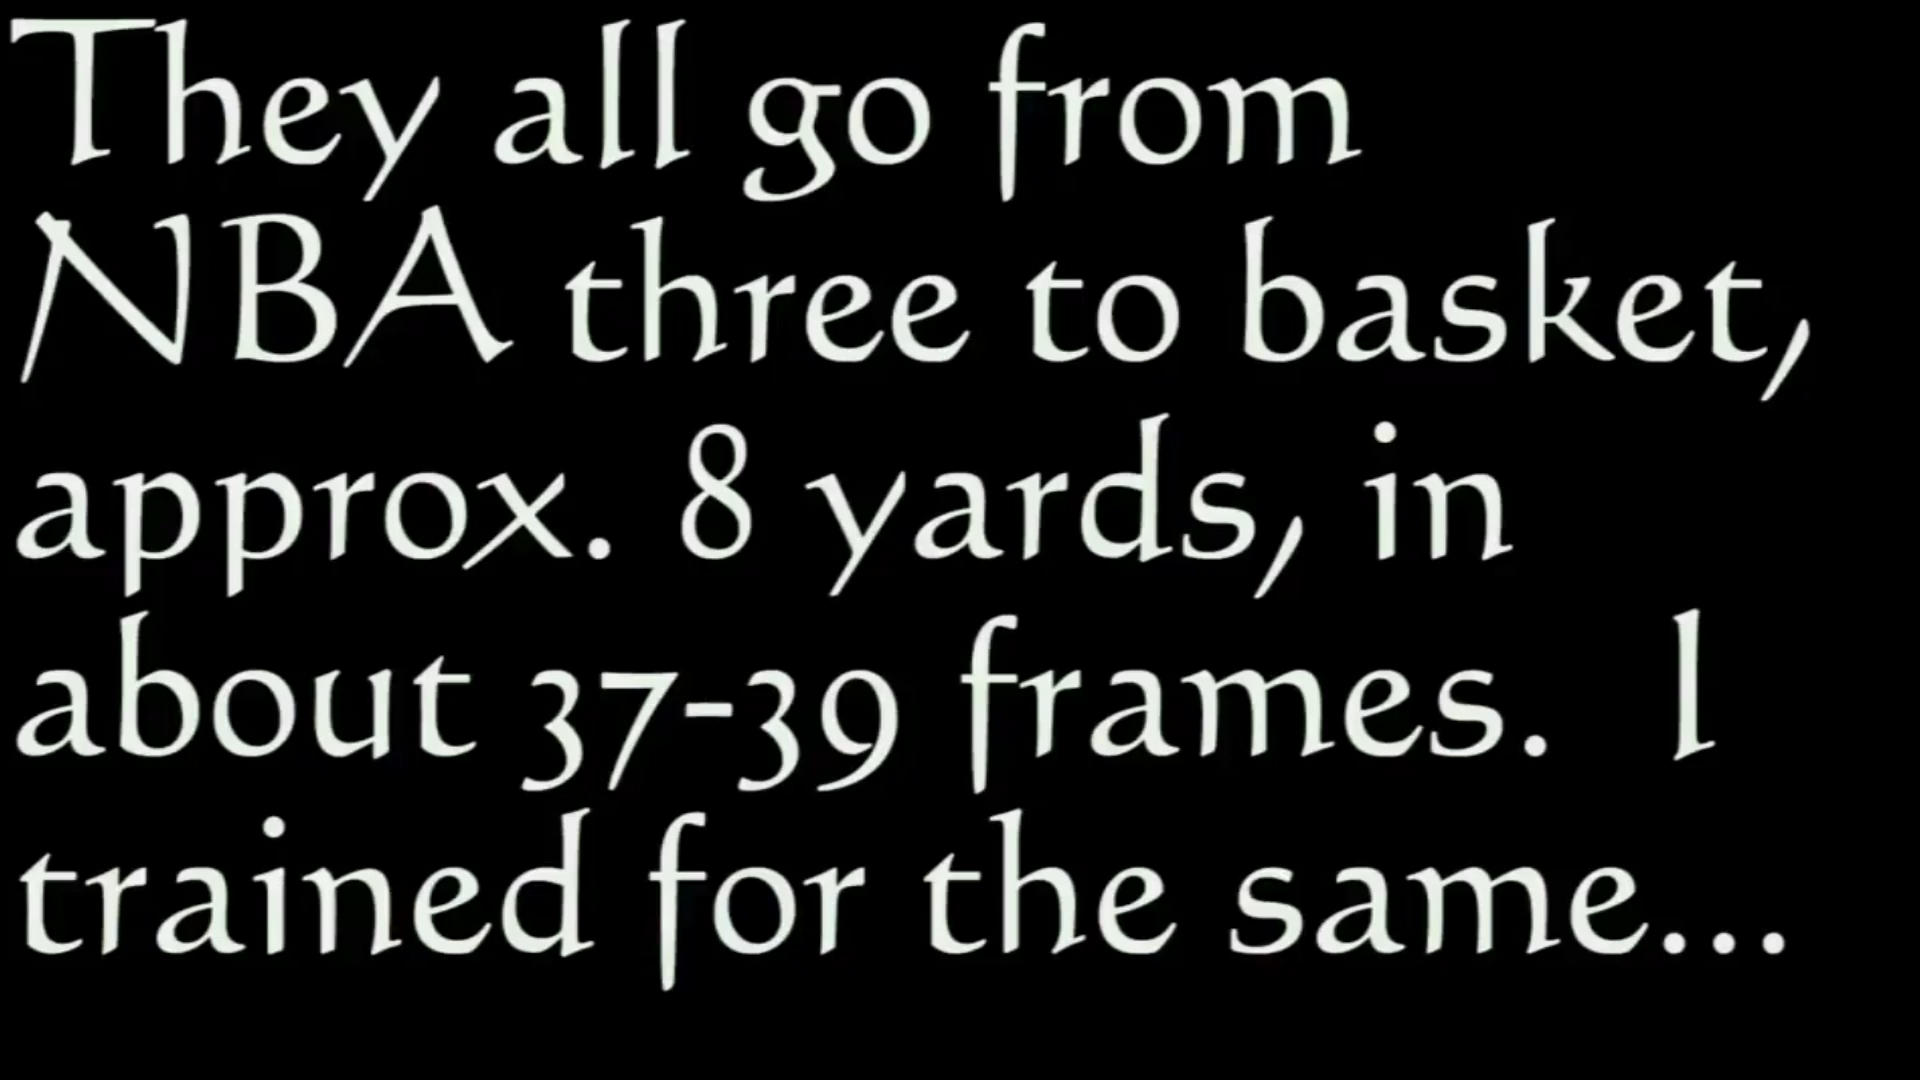 They all go from
NBA three to basket,
approx. 8 yards, in
about 37-39 frames.  I
trained for the same...